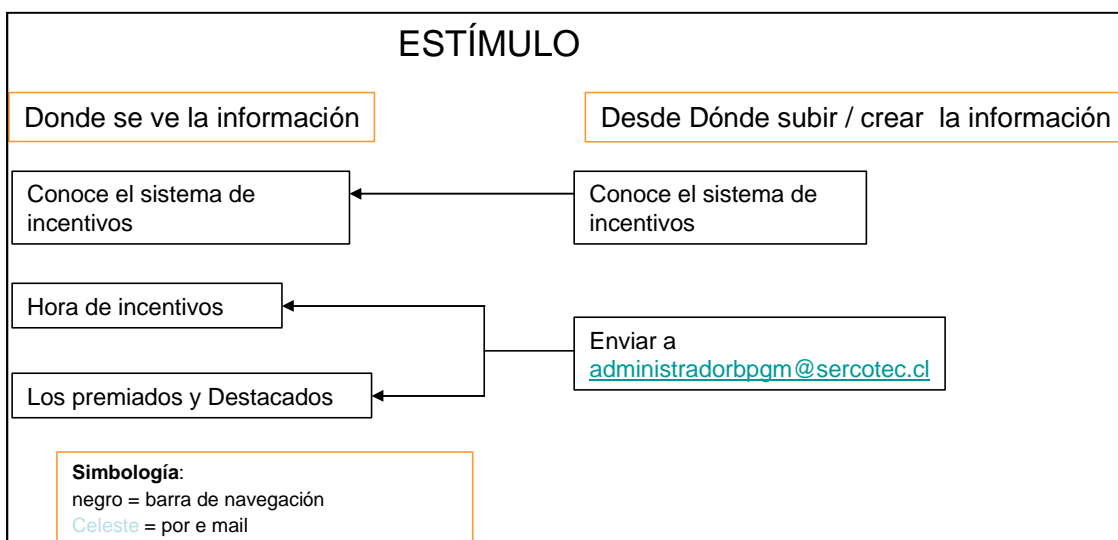 ESTÍMULO
Donde se ve la información
Desde Dónde subir / crear la información
Conoce el sistema de
incentivos
Conoce el sistema de
incentivos
Hora de incentivos
Enviar a
administradorbpgm@sercotec.cl
Los premiados y Destacados
Simbología:
negro = barra de navegación
Celeste = por e mail